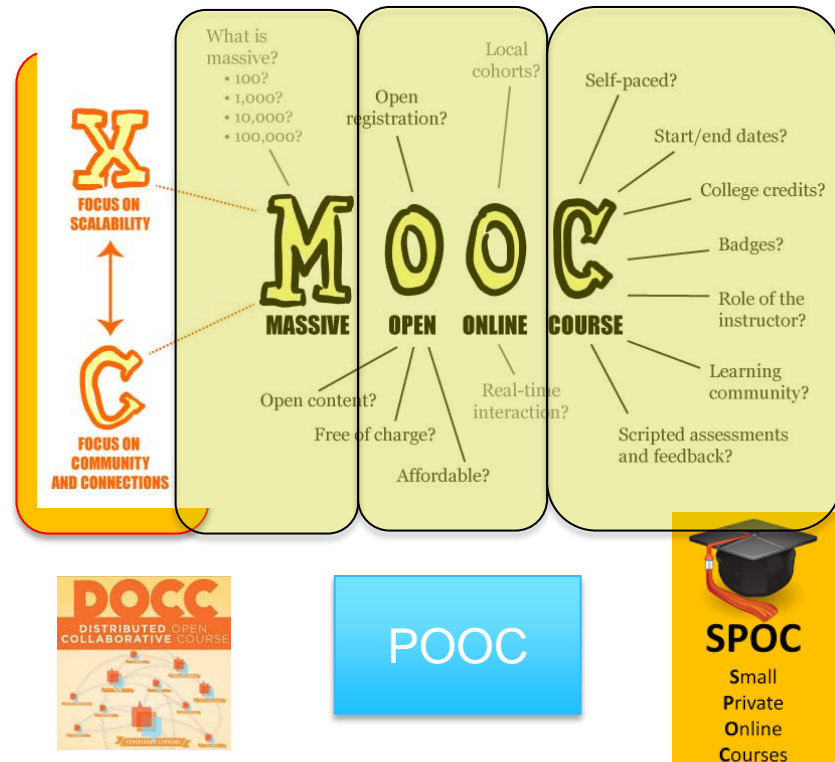 What is
massive?
• 100?
• 1,000?
• 10,000?
• 100,000?
Open
registration?
Local
cohorts?
Self-paced?
Start/end dates?
College credits?
Badges?
Role of the
instructor?
Learning
community?
Scripted assessments
and feedback?
X
FOCUS ON
SCALABILITY
C
FOCUS ON
COMMUNITY
AND CONNECTIONS
MOOC
MASSIVE OPEN ONLINE COURSE
Open content?
Free of charge?
Affordable?
Real-time
interaction?
DOCC
DISTRIBUTED OPEN
COLLABORATIVE COURSE
POOC
SPOC
Small
Private
Online
Courses